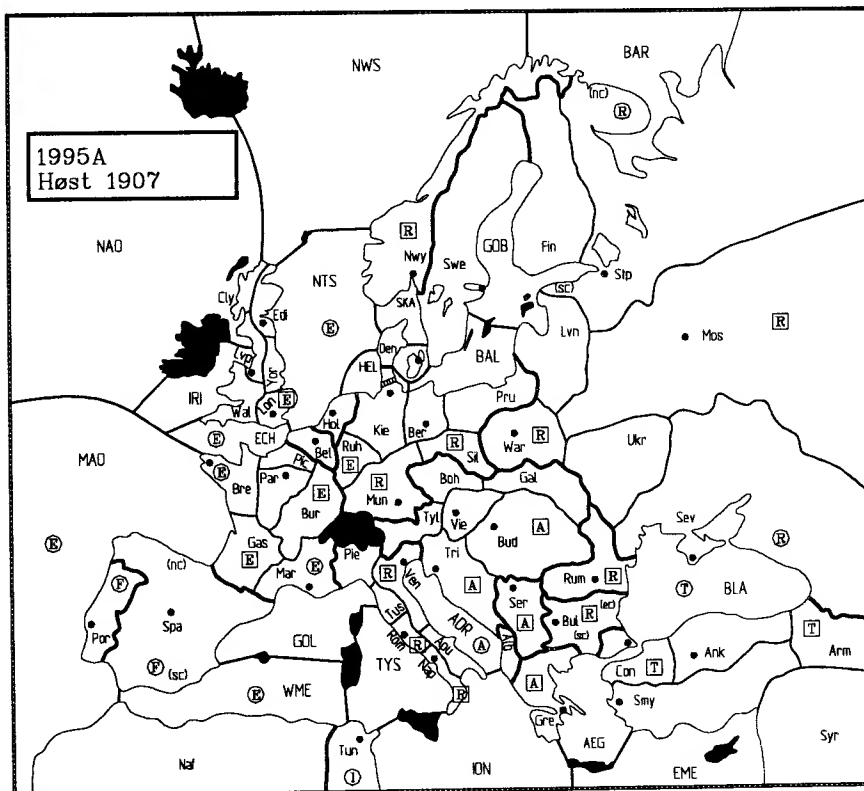 NWS
BAR
(nc)
R
1995A
Høst 1907
NAO
R
Nwy
Swe
GOB
Fin
NTS
Cly
Edi
SKA
(sc)
Stp
E
R
Mos
Den
Lvn
Lvp
HEL
BAL
Yor
IRI
Pru
Wal
Lon
E
Hol
Kie
Ber
E
ECH
Bel
Ruh
R
Sil
War
R
Ukr
MAO
Pic
E
R
Boh
Gal
E
Bre
Par
Bur
E
Mun
Tyl
Vie
Sev
Bud
A
E
Gas
E
Mar
E
Pie
Tri
R
(nc)
R
Ven
A
Rum
R
T
BLA
F
Ser
Por
Spa
Tus
ADR
Bul
R
(ec)
A
(sc)
T
GOL
Rom
R
Apu
A
Alb
Ank
Arm
F
(sc)
TYS
Nap
Con
T
E
WME
R
A
Smy
Gre
Tun
AEG
Syr
Naf
I
ION
EME